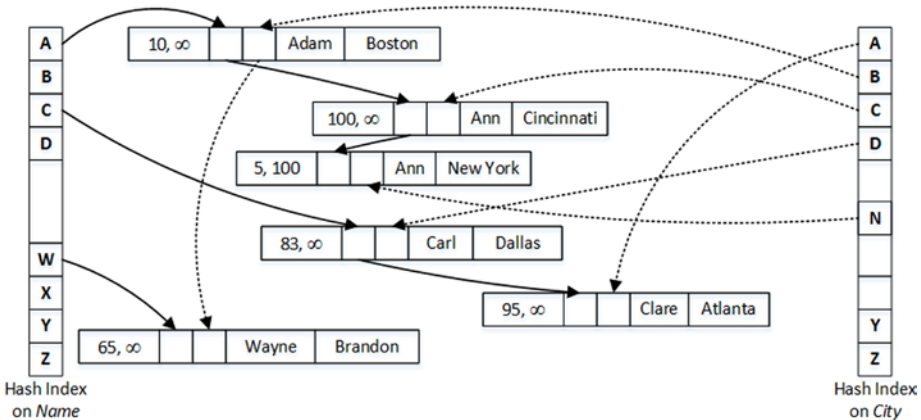 A
B
C
D
W
X
Y
Z
Hash Index
on Name
10, ∞ Adam Boston
100, ∞ Ann Cincinnati
5, 100 Ann New York
83, ∞ Carl Dallas
95, ∞ Clare Atlanta
65, ∞ Wayne Brandon
A
B
C
D
N
Y
Z
Hash Index
on City